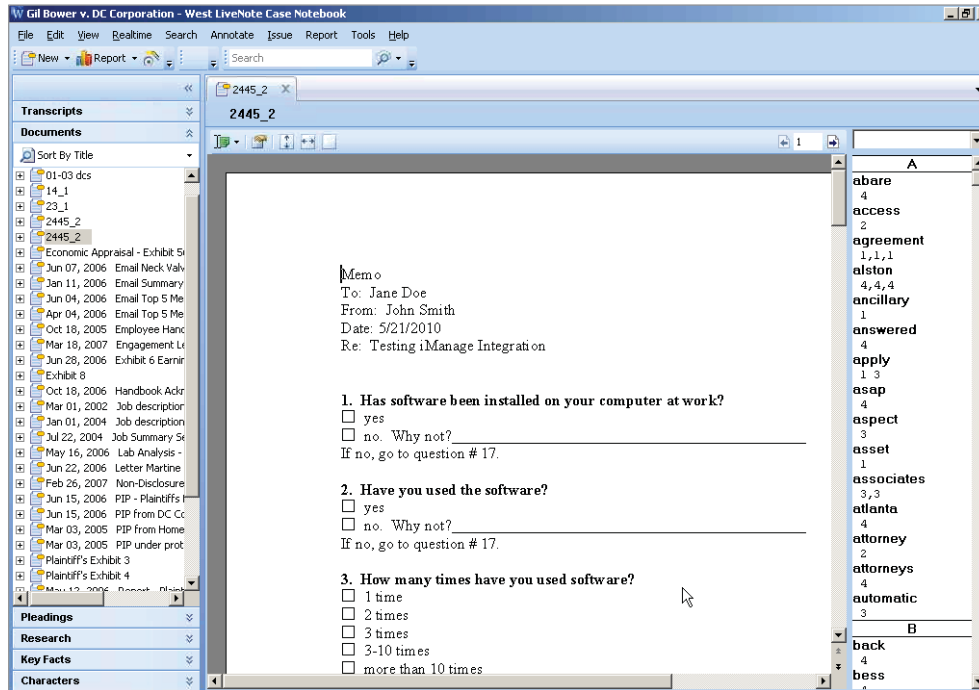 Gil Bower v. DC Corporation - West LiveNote Case Notebook
File Edit View Realtime Search Annotate Issue Report Tools Help
New Report Search
2445_2
2445_2
Transcripts
Documents
Sort By Title
01-03 dcs
14_1
23_1
2445_2
2445_2
Economic Appraisal - Exhibit
Jun 07, 2006 Email Neck Valv
Jan 11, 2006 Email Summary
Jun 04, 2006 Email Top 5 Me
Apr 04, 2006 Email Top 5 Me
Oct 18, 2005 Employee Hand
Mar 18, 2007 Engagement Le
Jun 28, 2006 Exhibit 6 Earnin
Exhibit 8
Oct 18, 2006 Handbook Ackr
Mar 01, 2002 Job description
Jan 01, 2004 Job description
Jul 22, 2004 Job Summary Se
May 16, 2006 Lab Analysis -
Jun 22, 2006 Letter Martine
Feb 26, 2007 Non-Disclosure
Jun 15, 2006 PIP - Plaintiffs
Jun 15, 2006 PIP from DC Cc
Mar 03, 2005 PIP from Home
Mar 03, 2005 PIP under prot
Plaintiff's Exhibit 3
Plaintiff's Exhibit 4
Pleadings
Research
Key Facts
Characters
1
Memo
To: Jane Doe
From: John Smith
Date: 5/21/2010
Re: Testing iManage Integration
1. Has software been installed on your computer at work?
yes
no. Why not?
If no, go to question # 17.
2. Have you used the software?
yes
no. Why not?
If no, go to question # 17.
3. How many times have you used software?
1 time
2 times
3 times
3-10 times
more than 10 times
A
abare
4
access
2
agreement
1,1,1
alston
4,4,4
ancillary
1
answered
4
apply
1 3
asap
4
aspect
3
asset
1
associates
3,3
atlanta
4
attorney
2
attorneys
4
automatic
3
B
back
4
bess